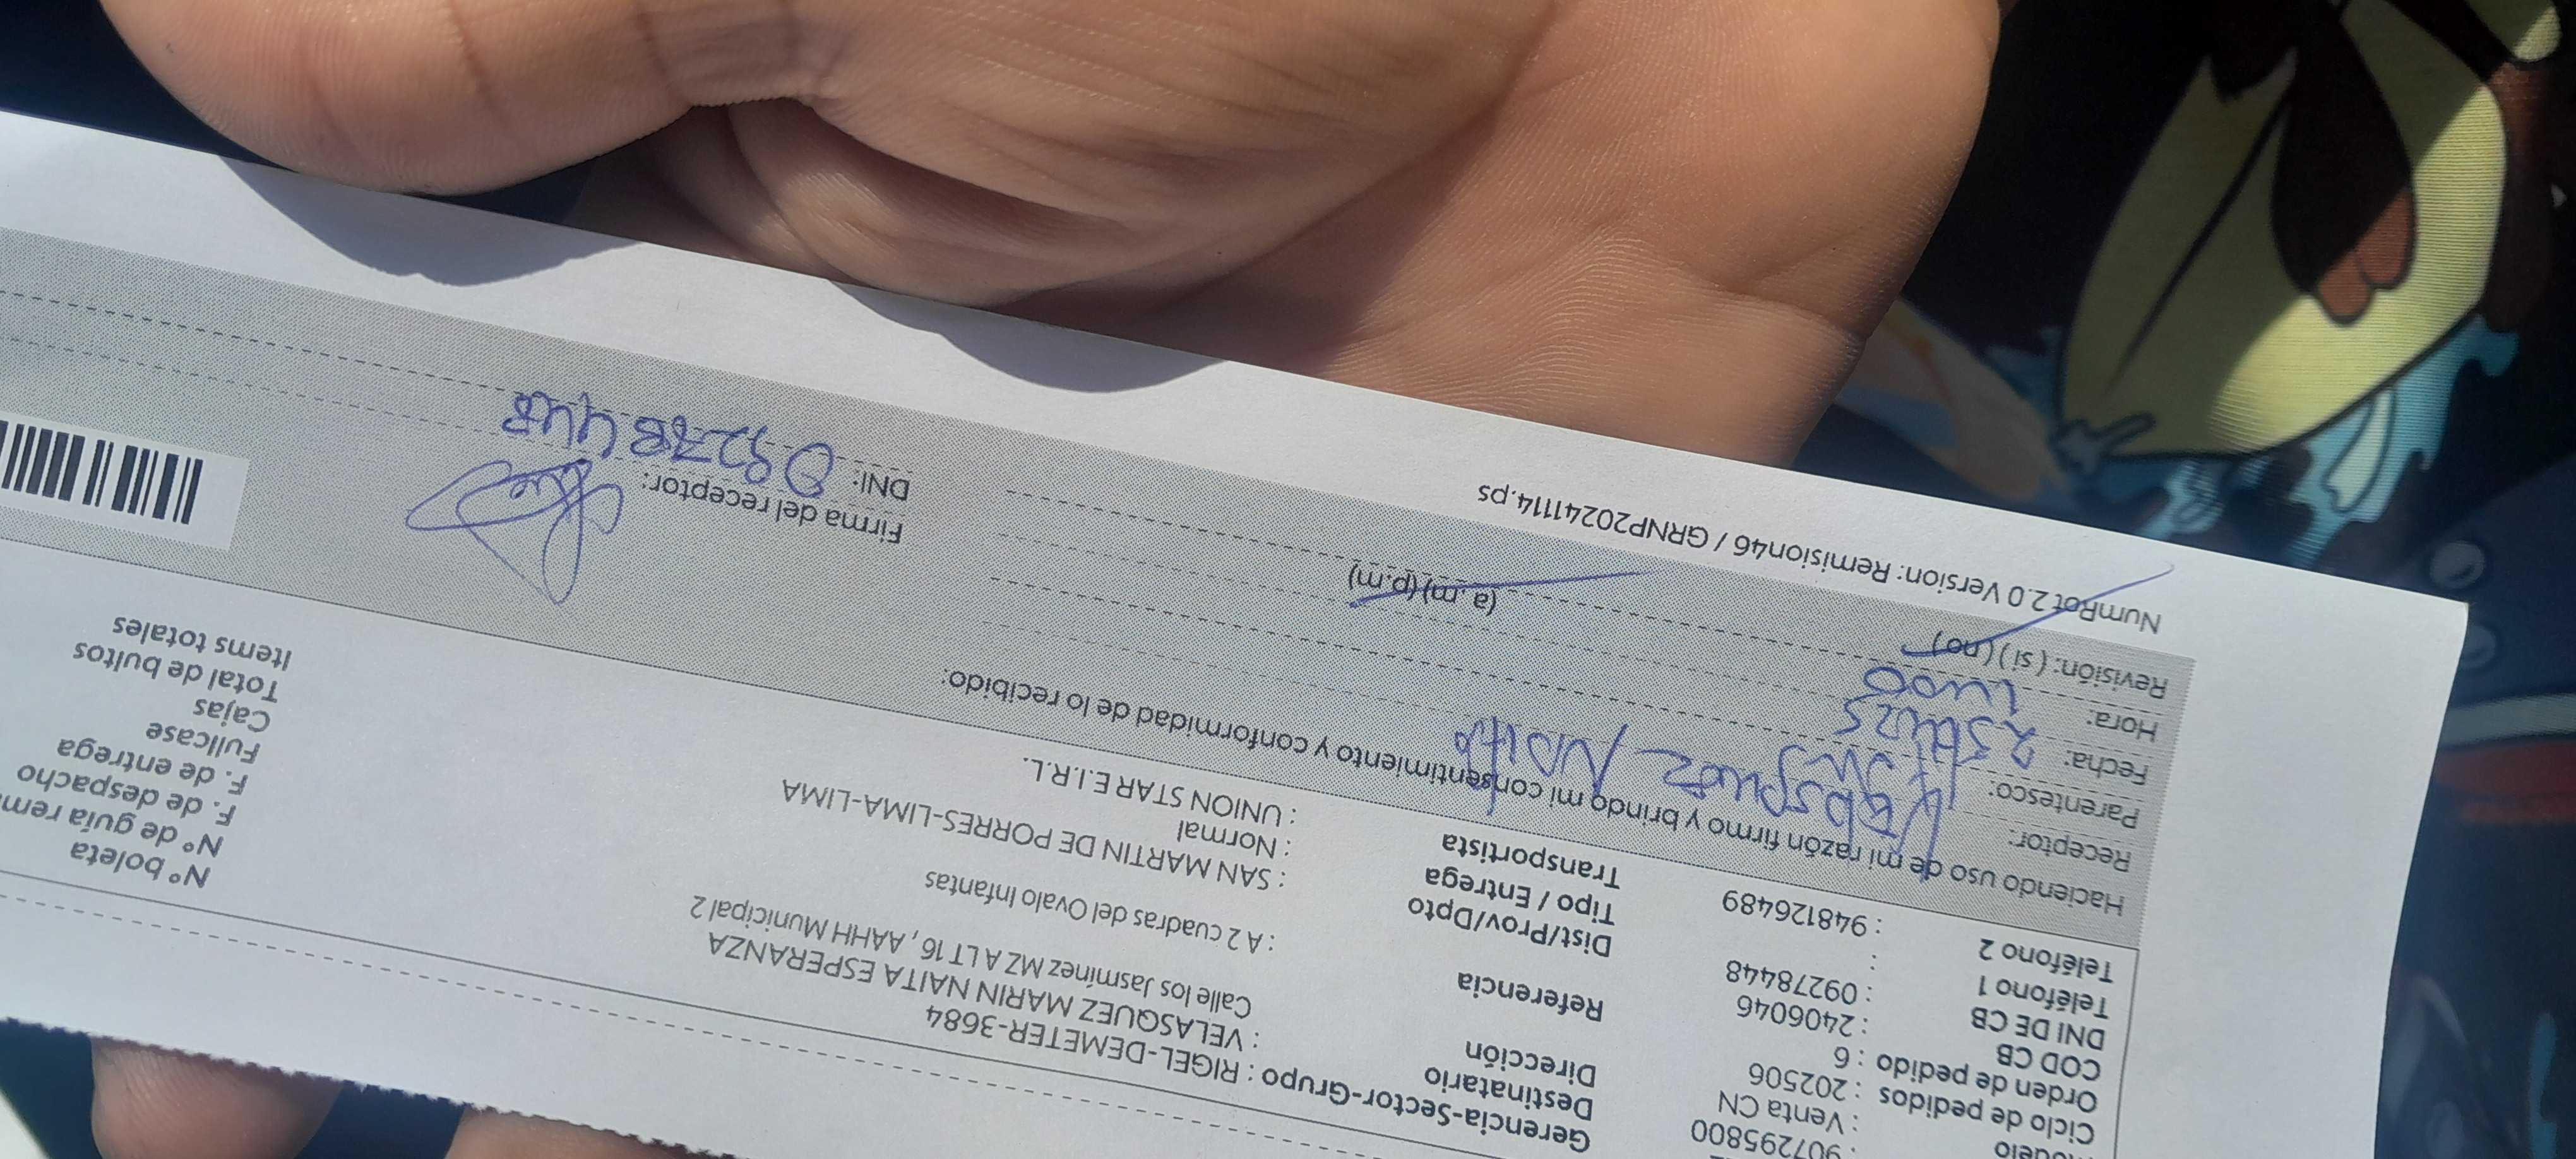 : 907295800
: Venta CN
Ciclo de pedidos : 202506
Orden de pedido : 6
COD CB : 2406046
DNI DE CB : 09278448
Teléfono 1 :
Teléfono 2 : 948126489
Gerencia-Sector-Grupo : RIGEL-DEMETER-3684
Destinatario : VELASQUEZ MARIN NAITA ESPERANZA
Dirección Calle los Jasmínez MZ A LT 16 , AAHH Municipal 2
Referencia : A 2 cuadras del Ovalo Infantas
Dist/Prov/Dpto : SAN MARTIN DE PORRES-LIMA-LIMA
Tipo / Entrega : Normal
Transportista : UNION STAR E.I.R.L.
N° boleta
N° de guía
F. de despacho
F. de entrega
Fullcase
Cajas
Total de bultos
Items totales
Haciendo uso de mi razón firmo y brindo mi consentimiento y conformidad de lo recibido:
Receptor:
Parentesco:
Fecha:
Hora: (a.m) (p.m)
Revisión: ( si ) ( no )
Firma del receptor:
DNI: 09278448
NumRot 2.0 Version: Remision46 / GRNP20241114.ps